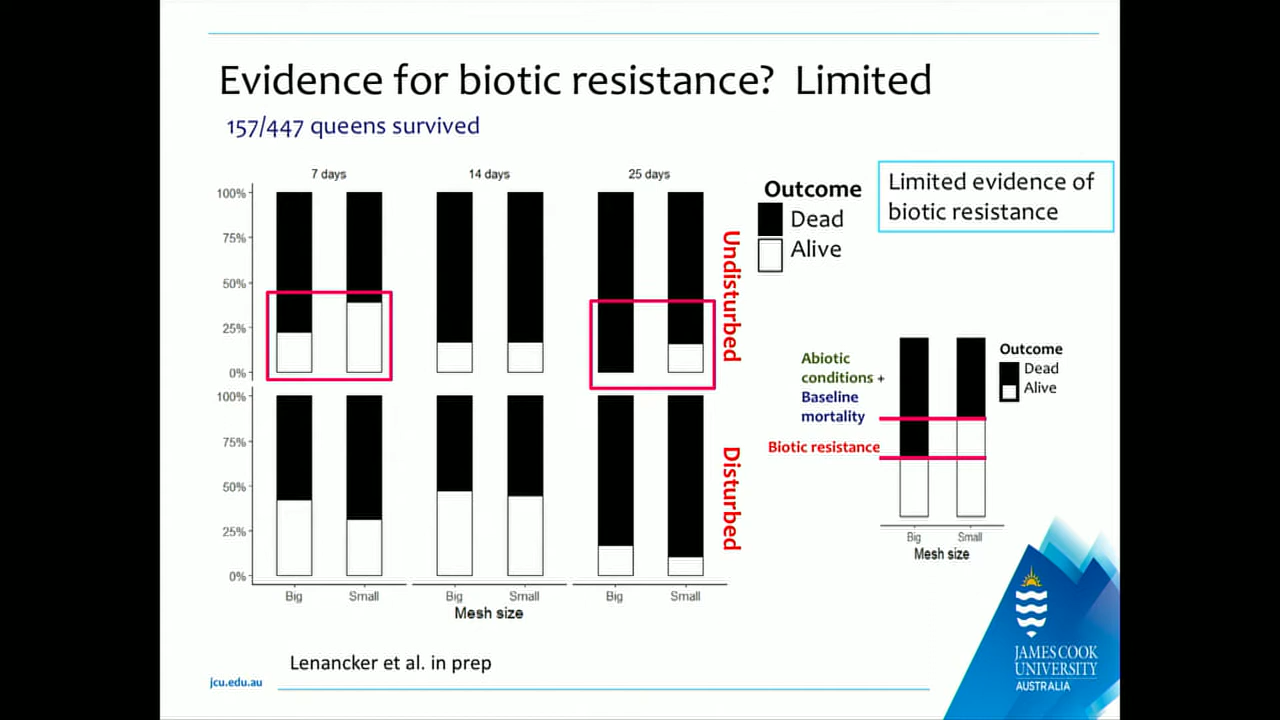 Evidence for biotic resistance? Limited
157/447 queens survived
7 days
14 days
25 days
100%
75%
50%
25%
0%
Undisturbed
100%
75%
50%
25%
0%
Disturbed
Big
Small
Big
Small
Big
Small
Mesh size
Outcome
Dead
Alive
Limited evidence of
biotic resistance
Abiotic
conditions +
Baseline
mortality
Biotic resistance
Outcome
Dead
Alive
Big
Small
Mesh size
Lenancker et al. in prep
jcu.edu.au
JAMES COOK
UNIVERSITY
AUSTRALIA